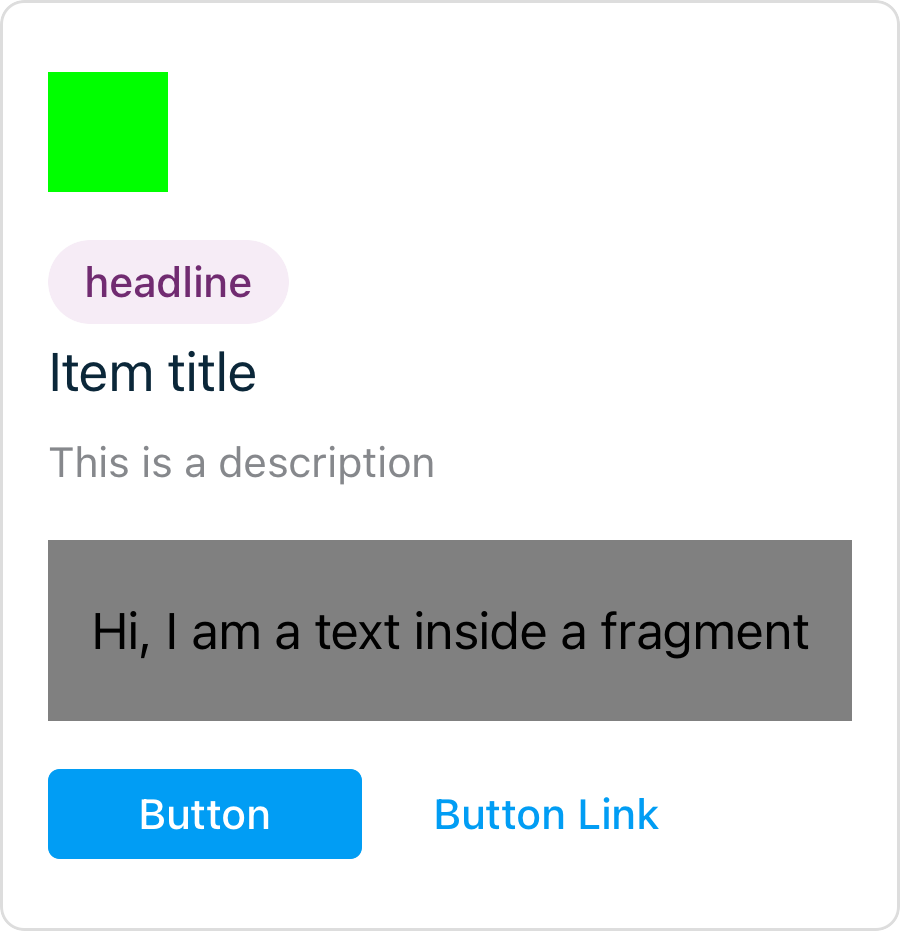 headline
Item title
This is a description
Hi, I am a text inside a fragment
Button
Button Link